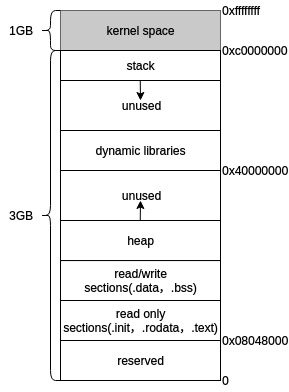 0xffffffff
1GB
kernel space
0xc0000000
stack
unused
dynamic libraries
0x40000000
unused
3GB
heap
read/write
sections(.data，.bss)
read only
sections(.init，.rodata，.text)
0x08048000
reserved
0